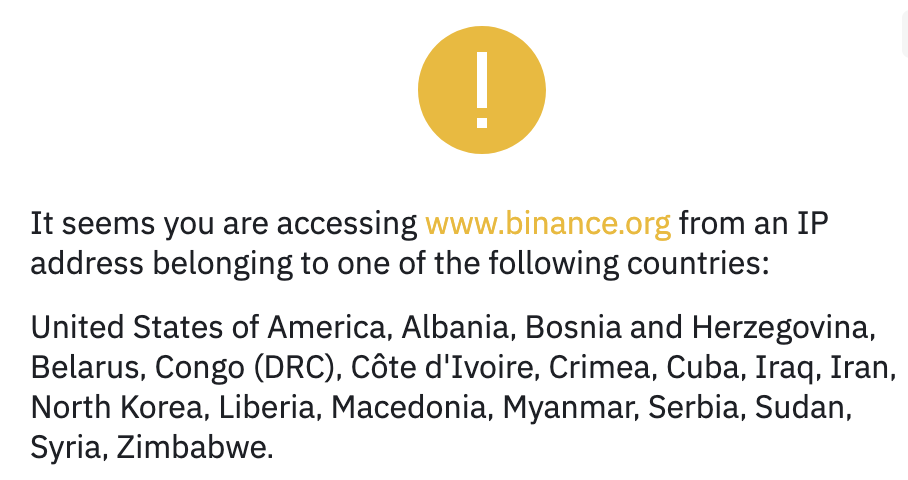 It seems you are accessing www.binance.org from an IP
address belonging to one of the following countries:
United States of America, Albania, Bosnia and Herzegovina,
Belarus, Congo (DRC), Côte d'Ivoire, Crimea, Cuba, Iraq, Iran,
North Korea, Liberia, Macedonia, Myanmar, Serbia, Sudan,
Syria, Zimbabwe.